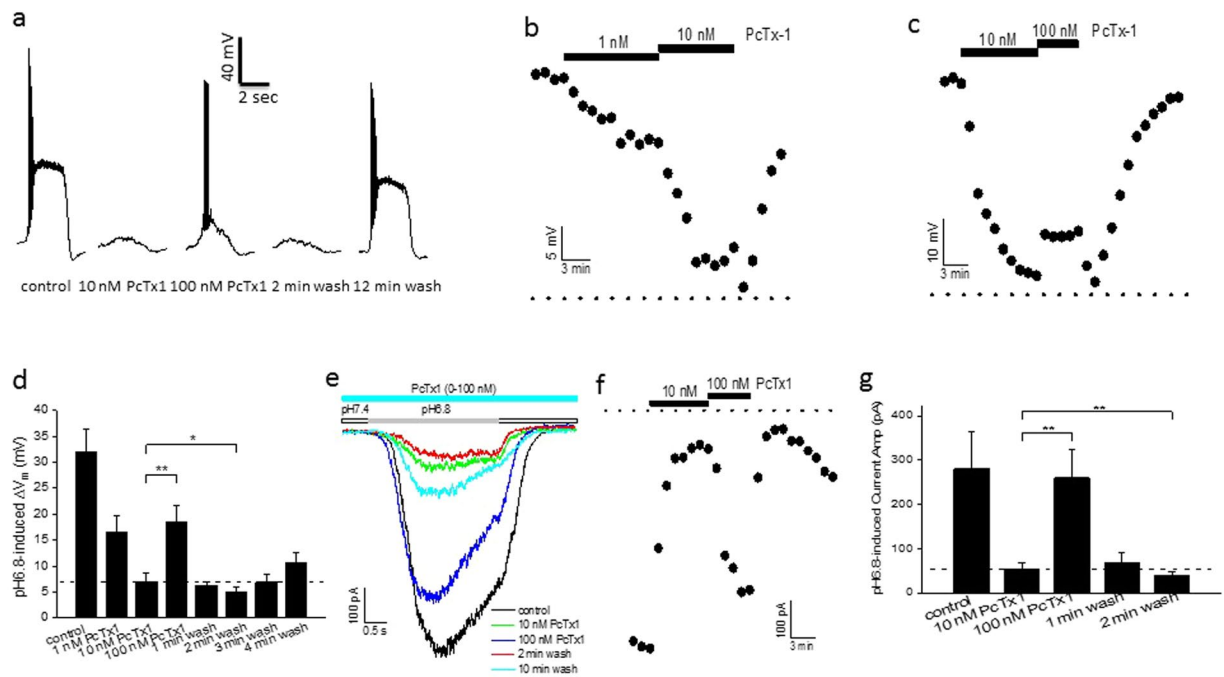 a
40 mV
2 sec
control 10 nM PcTx1 100 nM PcTx1 2 min wash 12 min wash
b
1 nM
10 nM
PcTx-1
5 mV
3 min
c
10 nM
100 nM
PcTx-1
10 mV
3 min
d
pH6.8-induced ΔVm (mV)
40
35
30
25
20
15
10
5
0
*
**
control
1 nM PcTx1
10 nM PcTx1
100 nM PcTx1
1 min wash
2 min wash
3 min wash
4 min wash
e
PcTx1 (0-100 nM)
pH7.4
pH6.8
100 pA
0.5 s
control
10 nM PcTx1
100 nM PcTx1
2 min wash
10 min wash
f
10 nM
100 nM
PcTx1
100 pA
3 min
g
pH6.8-induced Current Amp (pA)
400
300
200
100
0
**
**
control
10 nM PcTx1
100 nM PcTx1
1 min wash
2 min wash